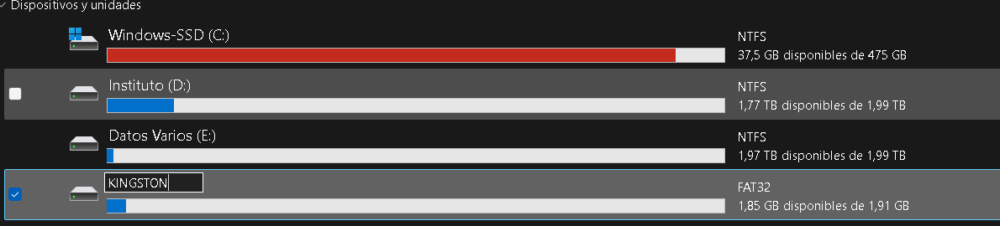 Dispositivos y unidades
Windows-SSD (C:)
NTFS
37,5 GB disponibles de 475 GB
Instituto (D:)
NTFS
1,77 TB disponibles de 1,99 TB
Datos Varios (E:)
NTFS
1,97 TB disponibles de 1,99 TB
KINGSTON
FAT32
1,85 GB disponibles de 1,91 GB